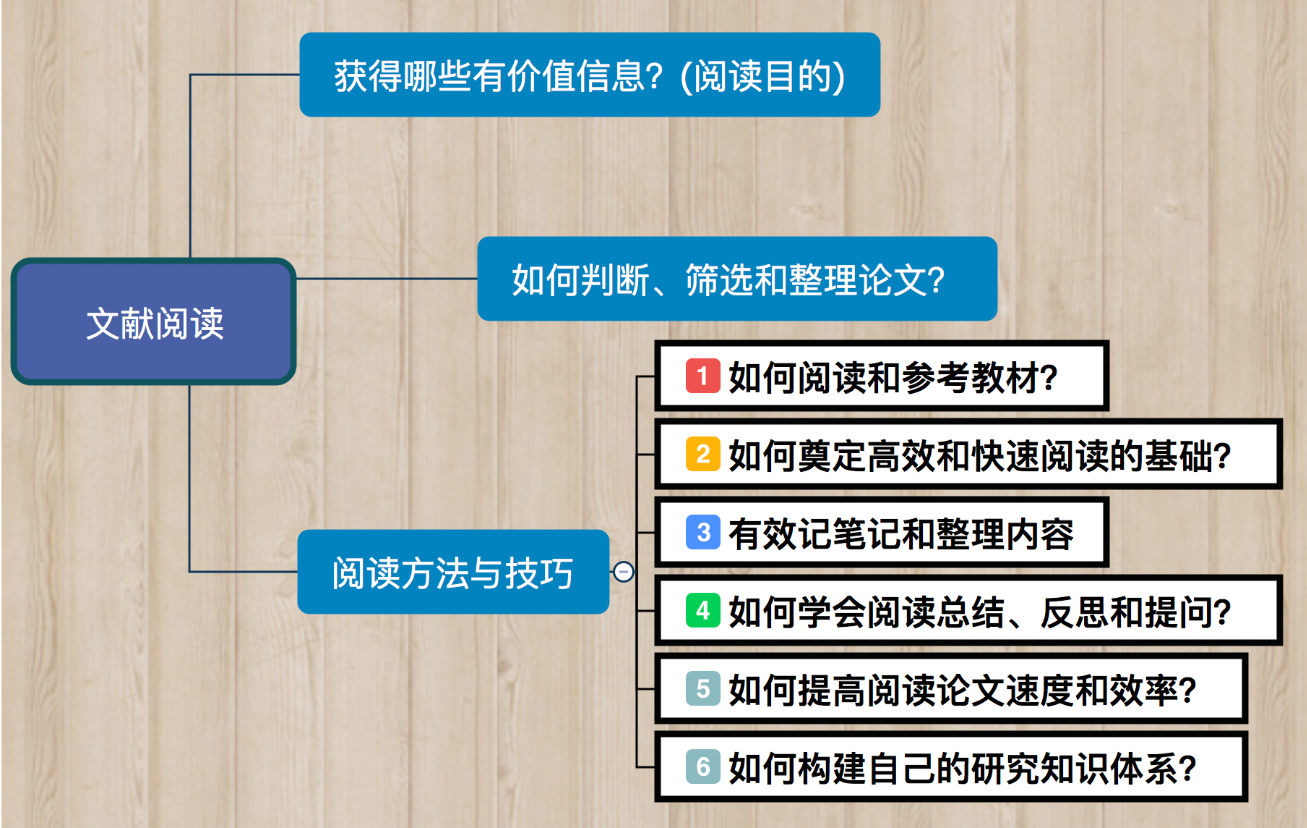 获得哪些有价值信息？(阅读目的)
如何判断、筛选和整理论文？
文献阅读
阅读方法与技巧
1 如何阅读和参考教材？
2 如何奠定高效和快速阅读的基础？
3 有效记笔记和整理内容
4 如何学会阅读总结、反思和提问？
5 如何提高阅读论文速度和效率？
6 如何构建自己的研究知识体系？